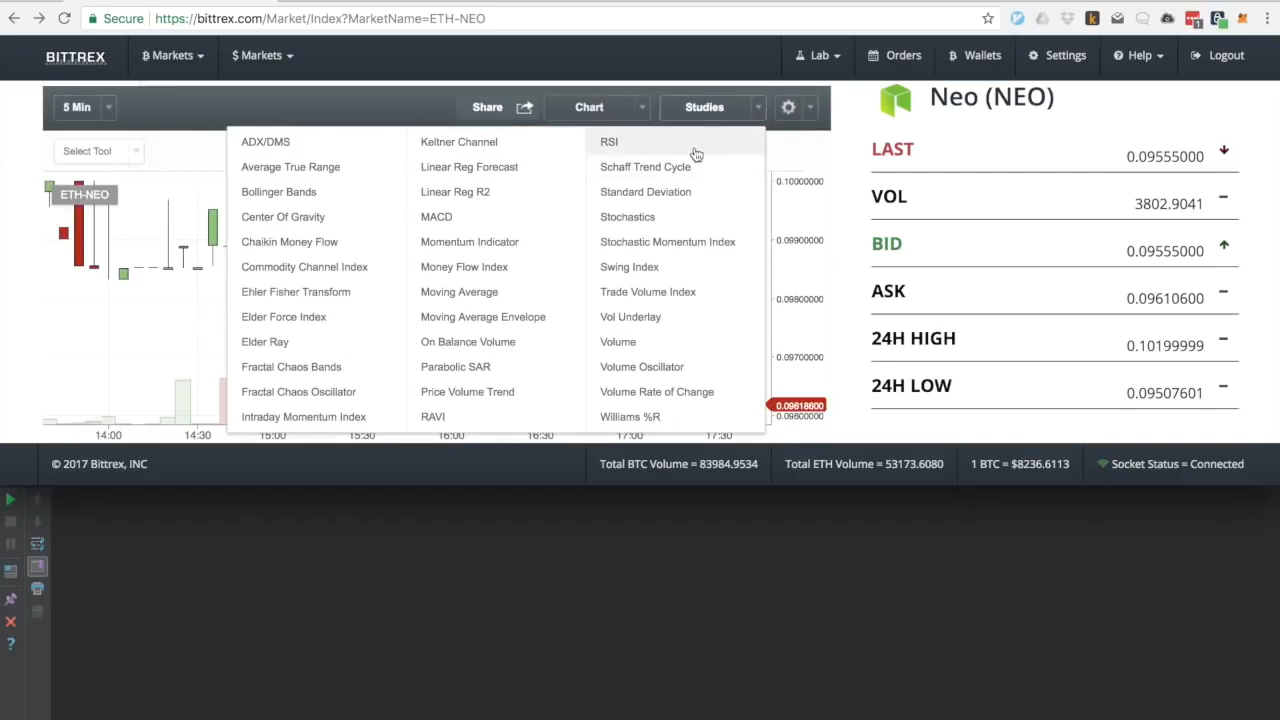 Secure https://bittrex.com/Market/Index?MarketName=ETH-NEO
BITTREX
Ƀ Markets
$ Markets
Lab
Orders
Ƀ Wallets
Settings
Help
Logout
5 Min
Share
Chart
Studies
Select Tool
ETH-NEO
ADX/DMS
Average True Range
Bollinger Bands
Center Of Gravity
Chaikin Money Flow
Commodity Channel Index
Ehler Fisher Transform
Elder Force Index
Elder Ray
Fractal Chaos Bands
Fractal Chaos Oscillator
Intraday Momentum Index
Keltner Channel
Linear Reg Forecast
Linear Reg R2
MACD
Momentum Indicator
Money Flow Index
Moving Average
Moving Average Envelope
On Balance Volume
Parabolic SAR
Price Volume Trend
RAVI
RSI
Schaff Trend Cycle
Standard Deviation
Stochastics
Stochastic Momentum Index
Swing Index
Trade Volume Index
Vol Underlay
Volume
Volume Oscillator
Volume Rate of Change
Williams %R
0.10000000
0.09900000
0.09800000
0.09700000
0.09618600
0.09600000
14:00 14:30 15:00 15:30 16:00 16:30 17:00 17:30
Neo (NEO)
LAST 0.09555000
VOL 3802.9041
BID 0.09555000
ASK 0.09610600
24H HIGH 0.10199999
24H LOW 0.09507601
© 2017 Bittrex, INC
Total BTC Volume = 83984.9534
Total ETH Volume = 53173.6080
1 BTC = $8236.6113
Socket Status = Connected